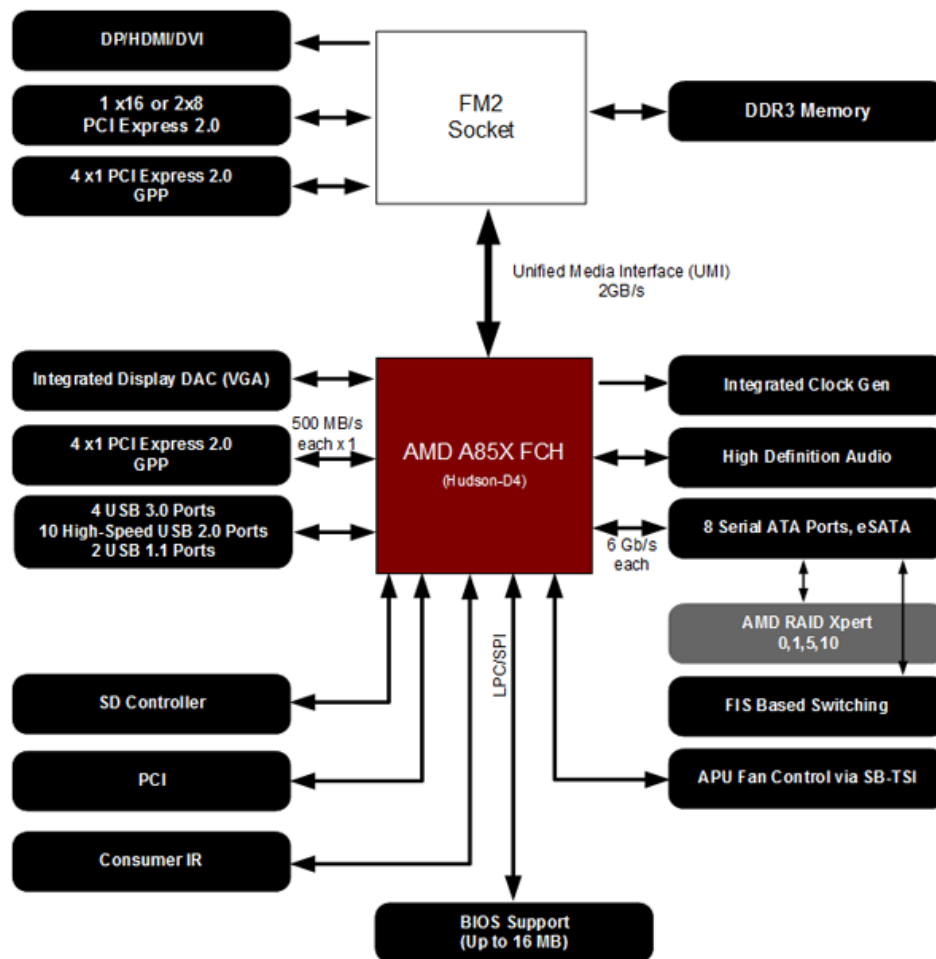 DP/HDMI/DVI
1 x16 or 2x8
PCI Express 2.0
4 x1 PCI Express 2.0
GPP
FM2
Socket
DDR3 Memory
Unified Media Interface (UMI)
2GB/s
Integrated Display DAC (VGA)
500 MB/s
each x 1
4 x1 PCI Express 2.0
GPP
4 USB 3.0 Ports
10 High-Speed USB 2.0 Ports
2 USB 1.1 Ports
AMD A85X FCH
(Hudson-D4)
Integrated Clock Gen
High Definition Audio
8 Serial ATA Ports, eSATA
6 Gb/s
each
AMD RAID Xpert
0,1,5,10
FIS Based Switching
APU Fan Control via SB-TSI
LPC/SPI
SD Controller
PCI
Consumer IR
BIOS Support
(Up to 16 MB)